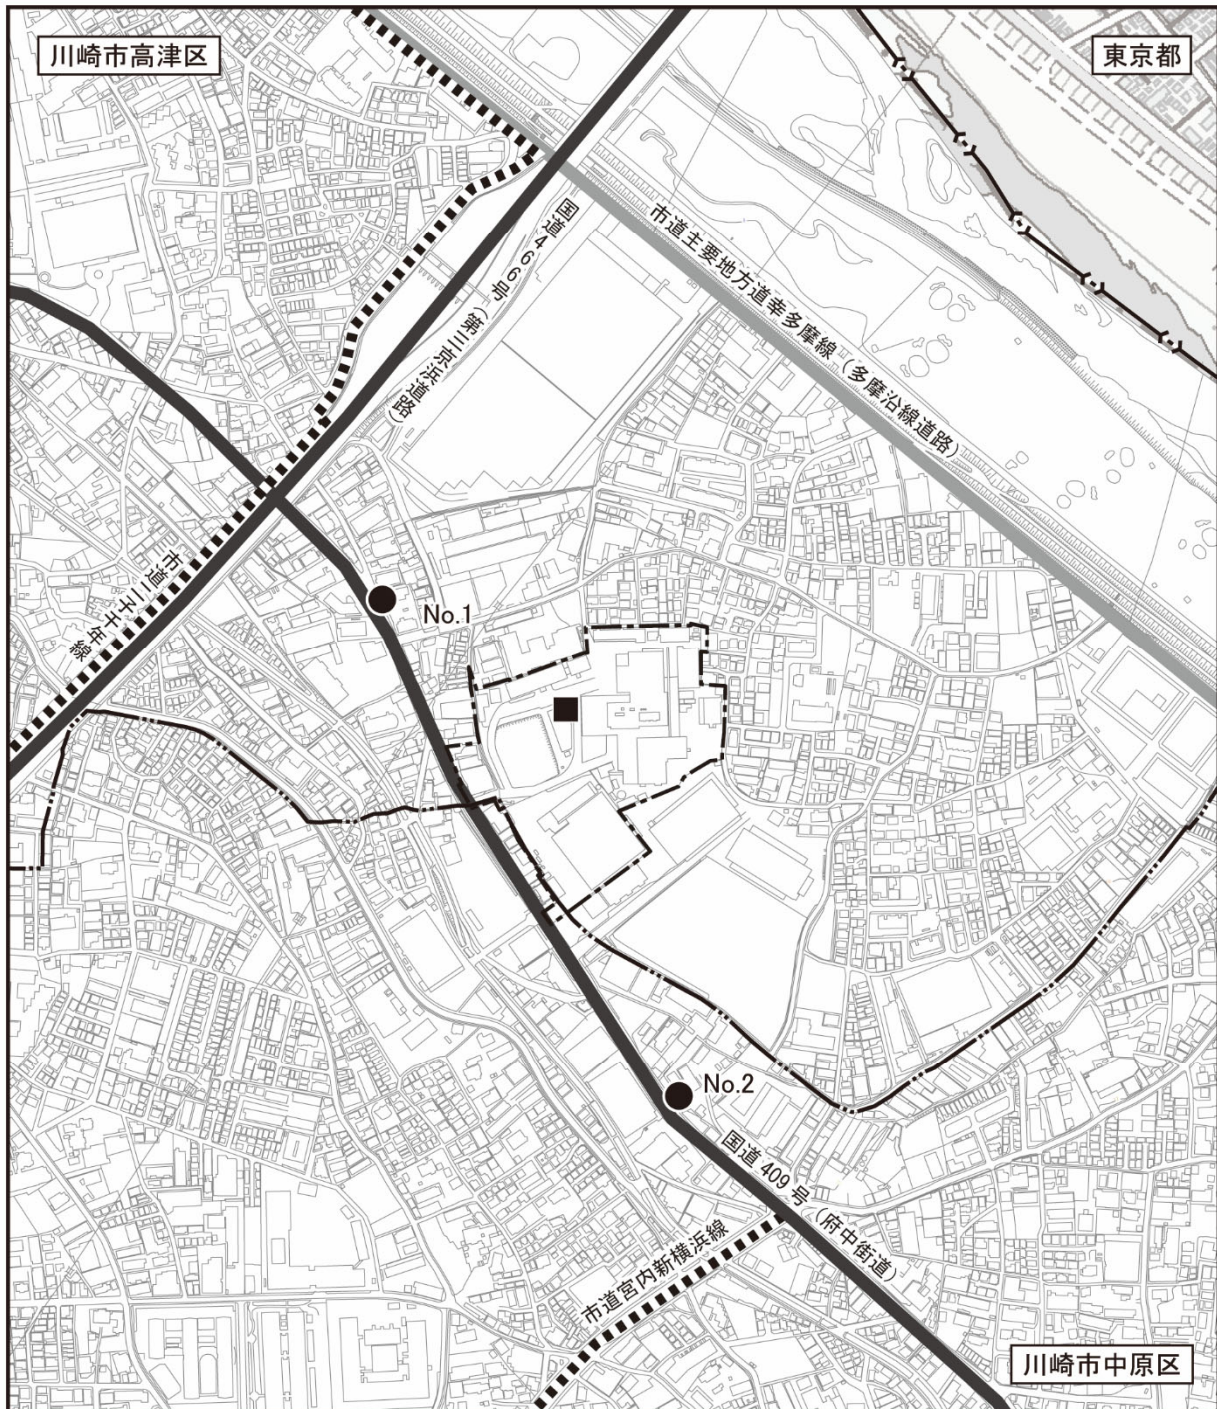 川崎市高津区
東京都
国道466号(第三京浜道路)
市道主要地方道幸多摩線(多摩沿線道路)
市道二子千年線
No.1
No.2
国道409号(府中街道)
市道宮内新横浜線
川崎市中原区